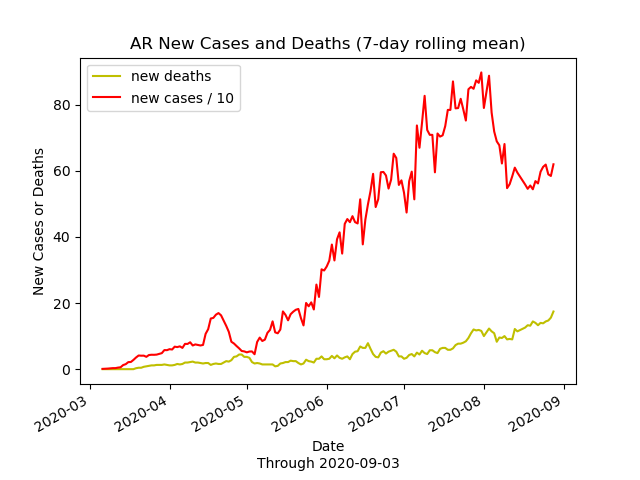 AR New Cases and Deaths (7-day rolling mean)
new deaths
new cases / 10
New Cases or Deaths
80
60
40
20
0
2020-03
2020-04
2020-05
2020-06
2020-07
2020-08
2020-09
Date
Through 2020-09-03